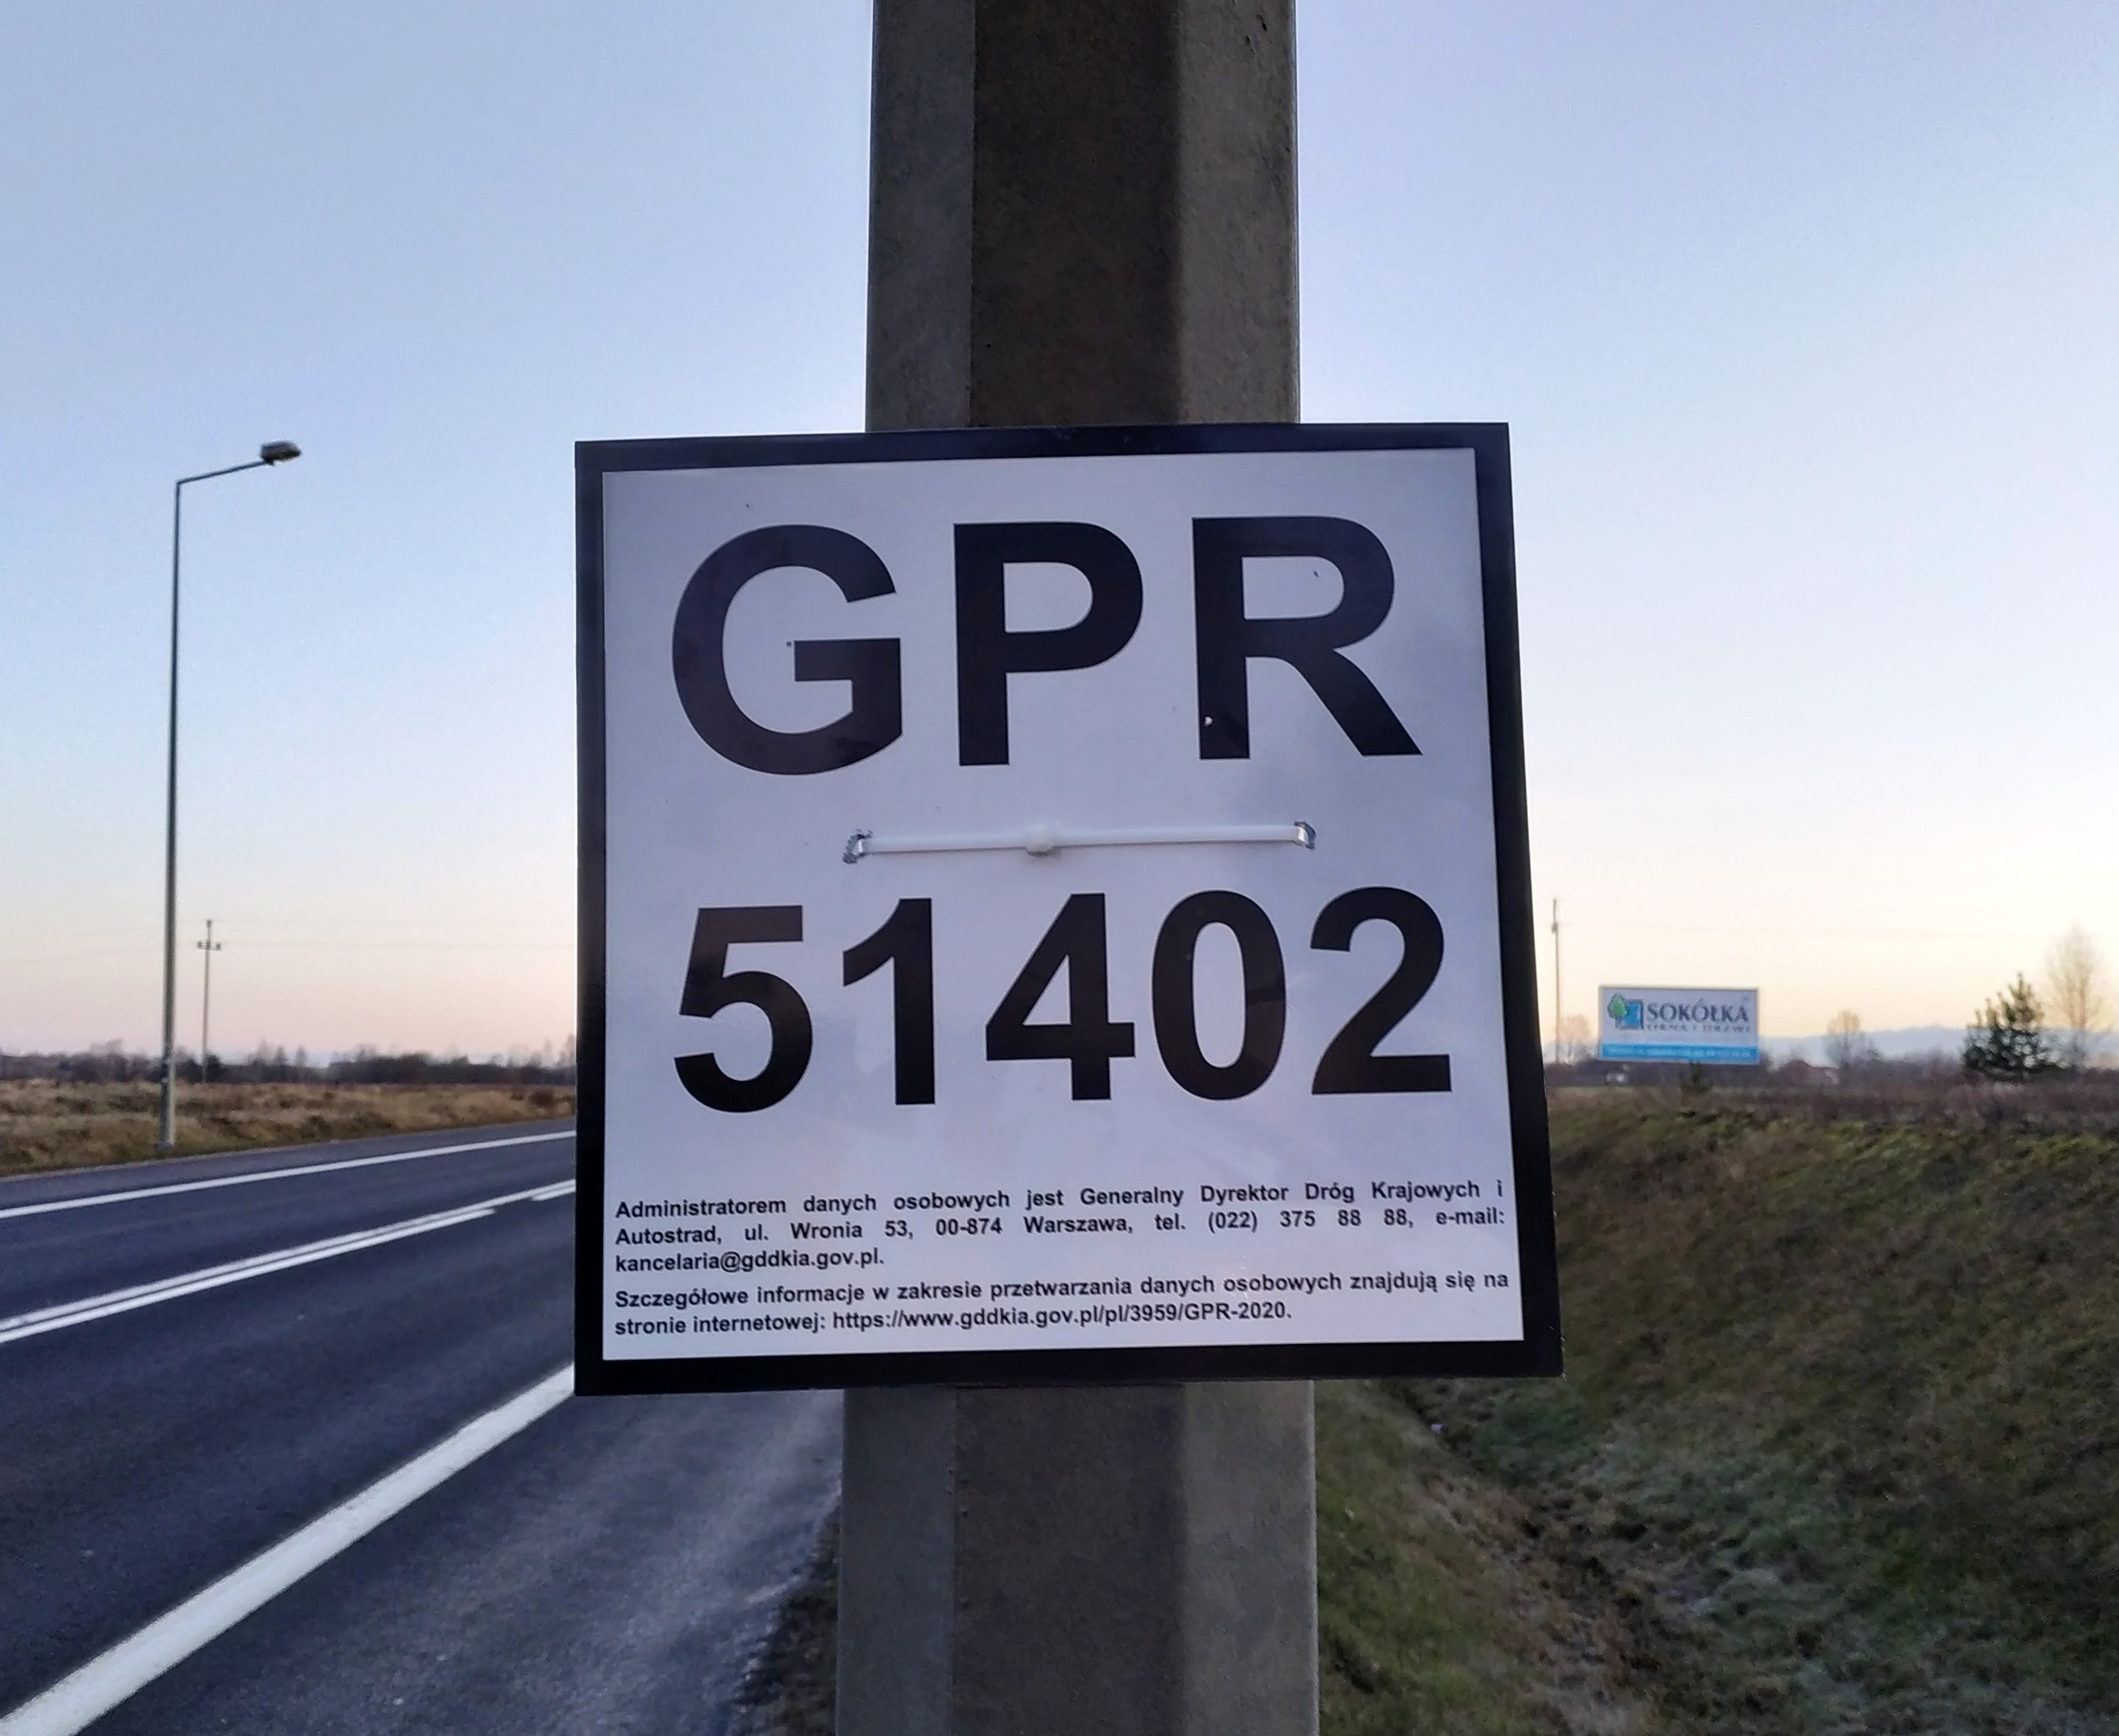 GPR
51402
Administratorem danych osobowych jest Generalny Dyrektor Dróg Krajowych i
Autostrad, ul. Wronia 53, 00-874 Warszawa, tel. (022) 375 88 88, e-mail:
kancelaria@gddkia.gov.pl.
Szczegółowe informacje w zakresie przetwarzania danych osobowych znajdują się na
stronie internetowej: https://www.gddkia.gov.pl/pl/3959/GPR-2020.
SOKÓŁKA
OKNA I DRZWI